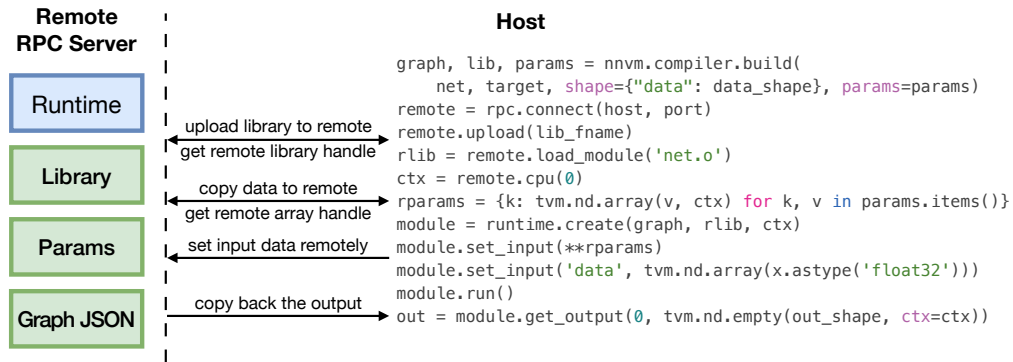 Remote
RPC Server
Runtime
Library
Params
Graph JSON
upload library to remote
get remote library handle
copy data to remote
get remote array handle
set input data remotely
copy back the output
Host
graph, lib, params = nnvm.compiler.build(
    net, target, shape={"data": data_shape}, params=params)
remote = rpc.connect(host, port)
remote.upload(lib_fname)
rlib = remote.load_module('net.o')
ctx = remote.cpu(0)
rparams = {k: tvm.nd.array(v, ctx) for k, v in params.items()}
module = runtime.create(graph, rlib, ctx)
module.set_input(**rparams)
module.set_input('data', tvm.nd.array(x.astype('float32')))
module.run()
out = module.get_output(0, tvm.nd.empty(out_shape, ctx=ctx))